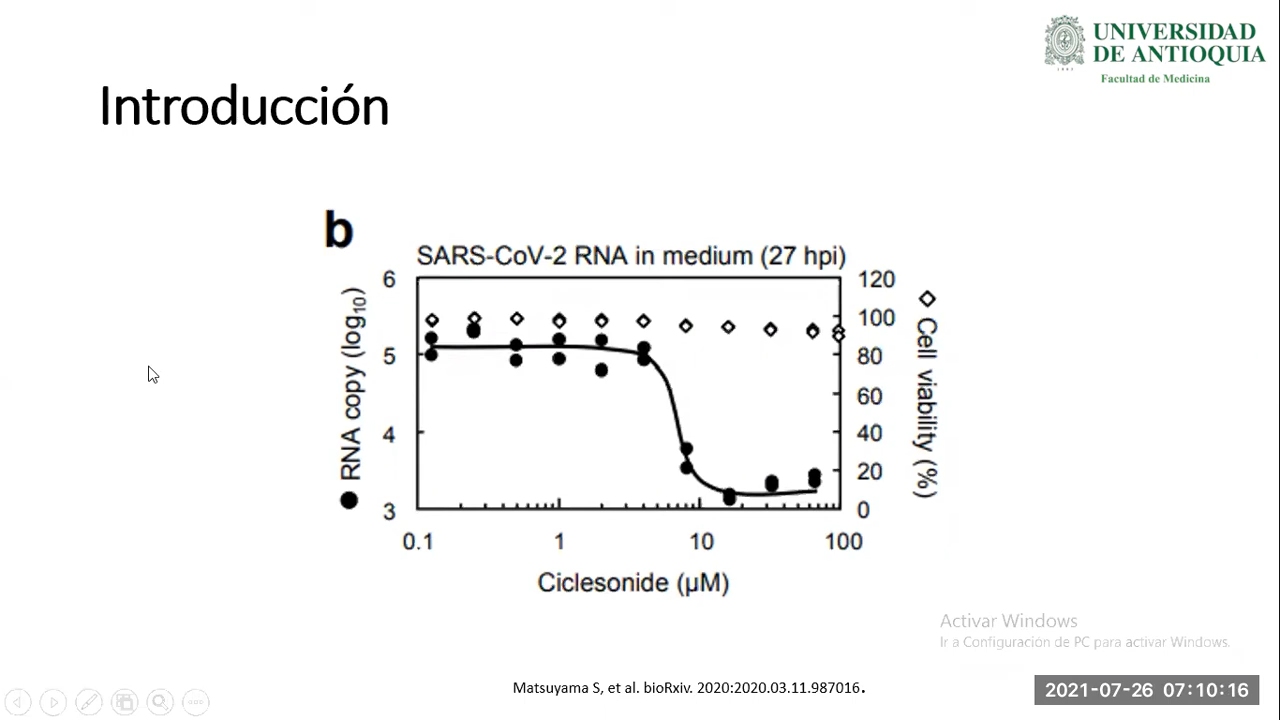 UNIVERSIDAD
DE ANTIOQUIA
1803
Facultad de Medicina
Introducción
b
SARS-CoV-2 RNA in medium (27 hpi)
RNA copy (log10)
6
5
4
3
120
100
80
60
40
20
0
Cell viability (%)
0.1 1 10 100
Ciclesonide (µM)
Activar Windows
Ir a Configuración de PC para activar Windows.
Matsuyama S, et al. bioRxiv. 2020:2020.03.11.987016.
2021-07-26 07:10:16